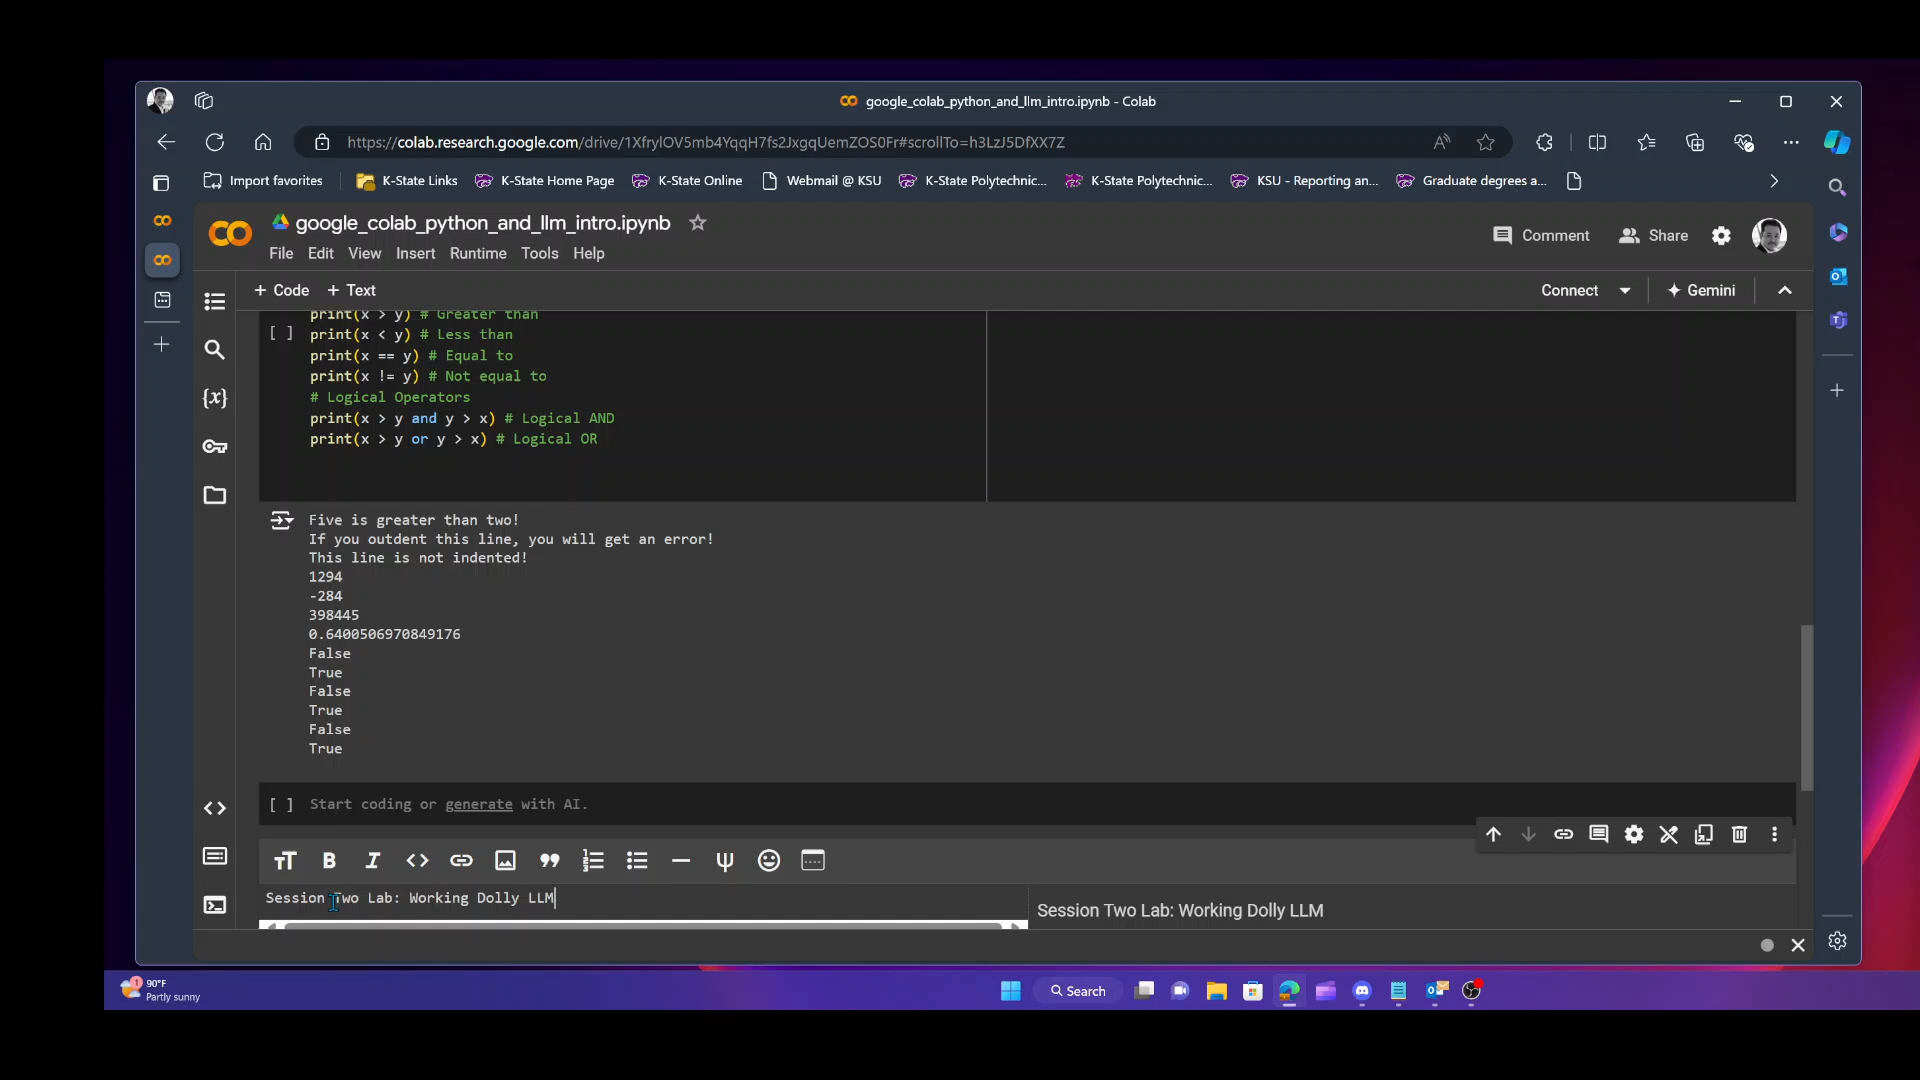 google_colab_python_and_llm_intro.ipynb - Colab
https://colab.research.google.com/drive/1XfrylOV5mb4YqqH7fs2JxgqUemZOS0Fr#scrollTo=h3LzJ5DfXX7Z
Import favorites K-State Links K-State Home Page K-State Online Webmail @ KSU K-State Polytechnic... K-State Polytechnic... KSU - Reporting an... Graduate degrees a...
google_colab_python_and_llm_intro.ipynb
Comment Share
File Edit View Insert Runtime Tools Help
+ Code + Text Connect Gemini
print(x > y) # Greater than
[ ] print(x < y) # Less than
print(x == y) # Equal to
print(x != y) # Not equal to
# Logical Operators
print(x > y and y > x) # Logical AND
print(x > y or y > x) # Logical OR
Five is greater than two!
If you outdent this line, you will get an error!
This line is not indented!
1294
-284
398445
0.6400506970849176
False
True
False
True
False
True
[ ] Start coding or generate with AI.
Session Two Lab: Working Dolly LLM
Session Two Lab: Working Dolly LLM
90°F
Partly sunny
Search